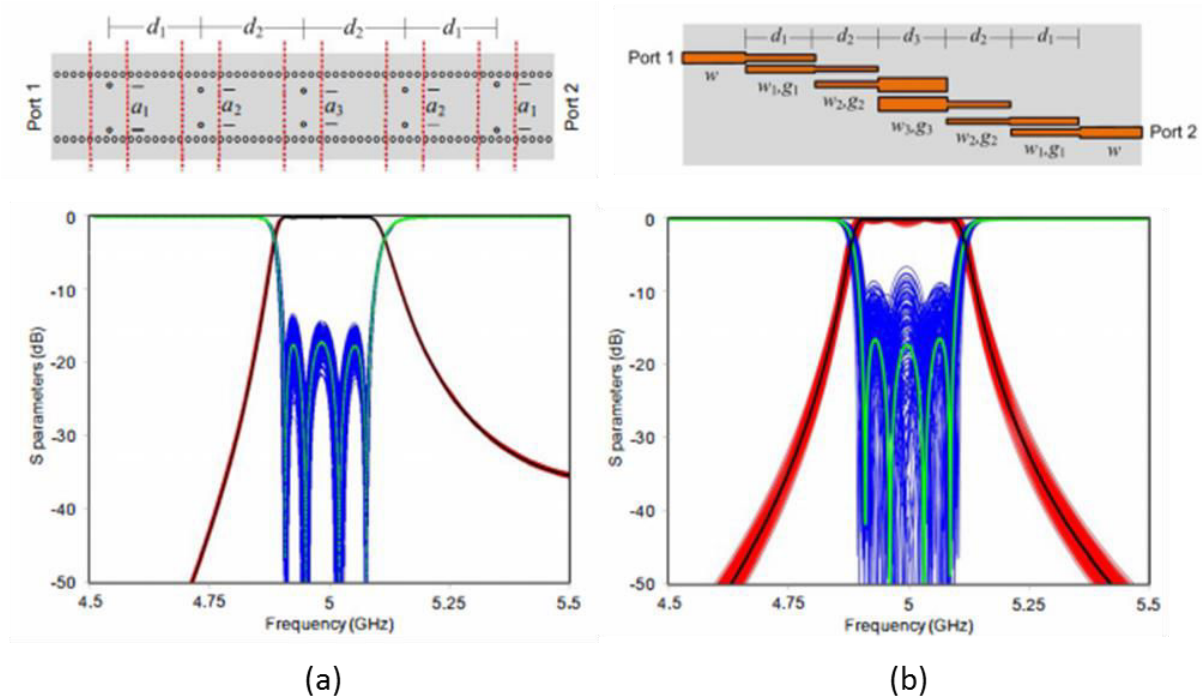 d1 d2 d2 d1
Port 1
a1 a2 a3 a2 a1
Port 2
0
-10
-20
-30
-40
-50
S parameters (dB)
4.5 4.75 5 5.25 5.5
Frequency (GHz)
(a)
d1 d2 d3 d2 d1
Port 1
w
w1,g1
w2,g2
w3,g3
w2,g2
w1,g1
w
Port 2
0
-10
-20
-30
-40
-50
S parameters (dB)
4.5 4.75 5 5.25 5.5
Frequency (GHz)
(b)